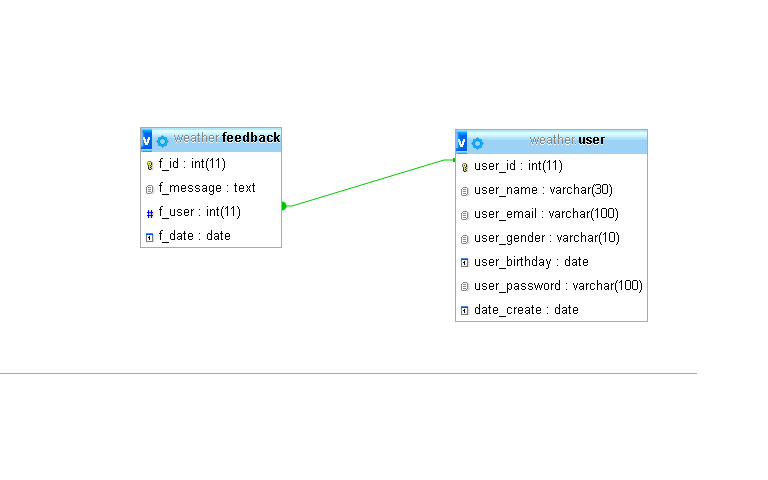 v weather.feedback
f_id : int(11)
f_message : text
# f_user : int(11)
f_date : date
v weather.user
user_id : int(11)
user_name : varchar(30)
user_email : varchar(100)
user_gender : varchar(10)
user_birthday : date
user_password : varchar(100)
date_create : date